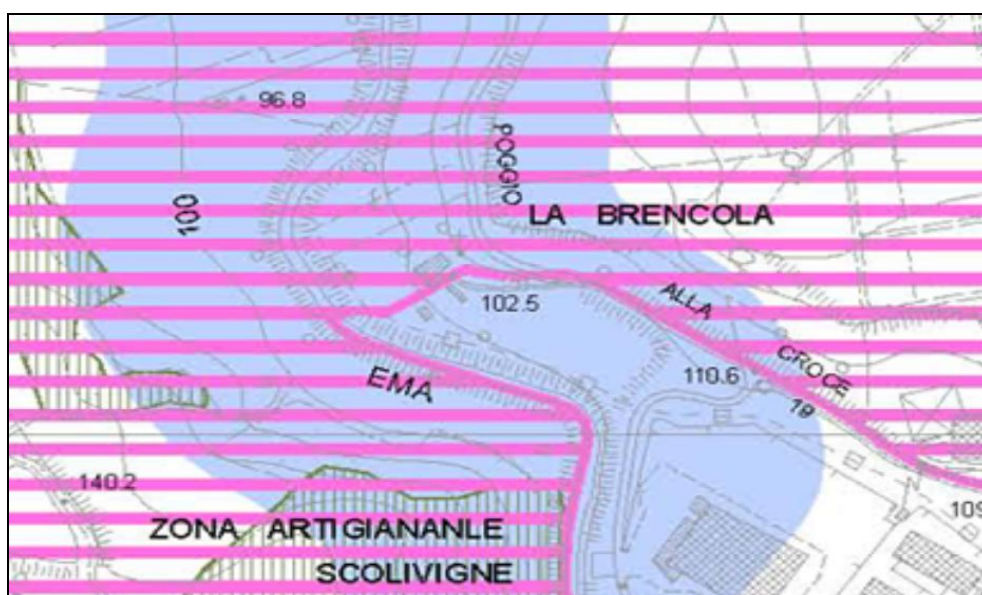 96.8
POGGIO
100
LA BRENCOLA
102.5
ALLA
EMA
110.6
CROCE
19
140.2
109
ZONA ARTIGIANANLE
SCOLIVIGNE